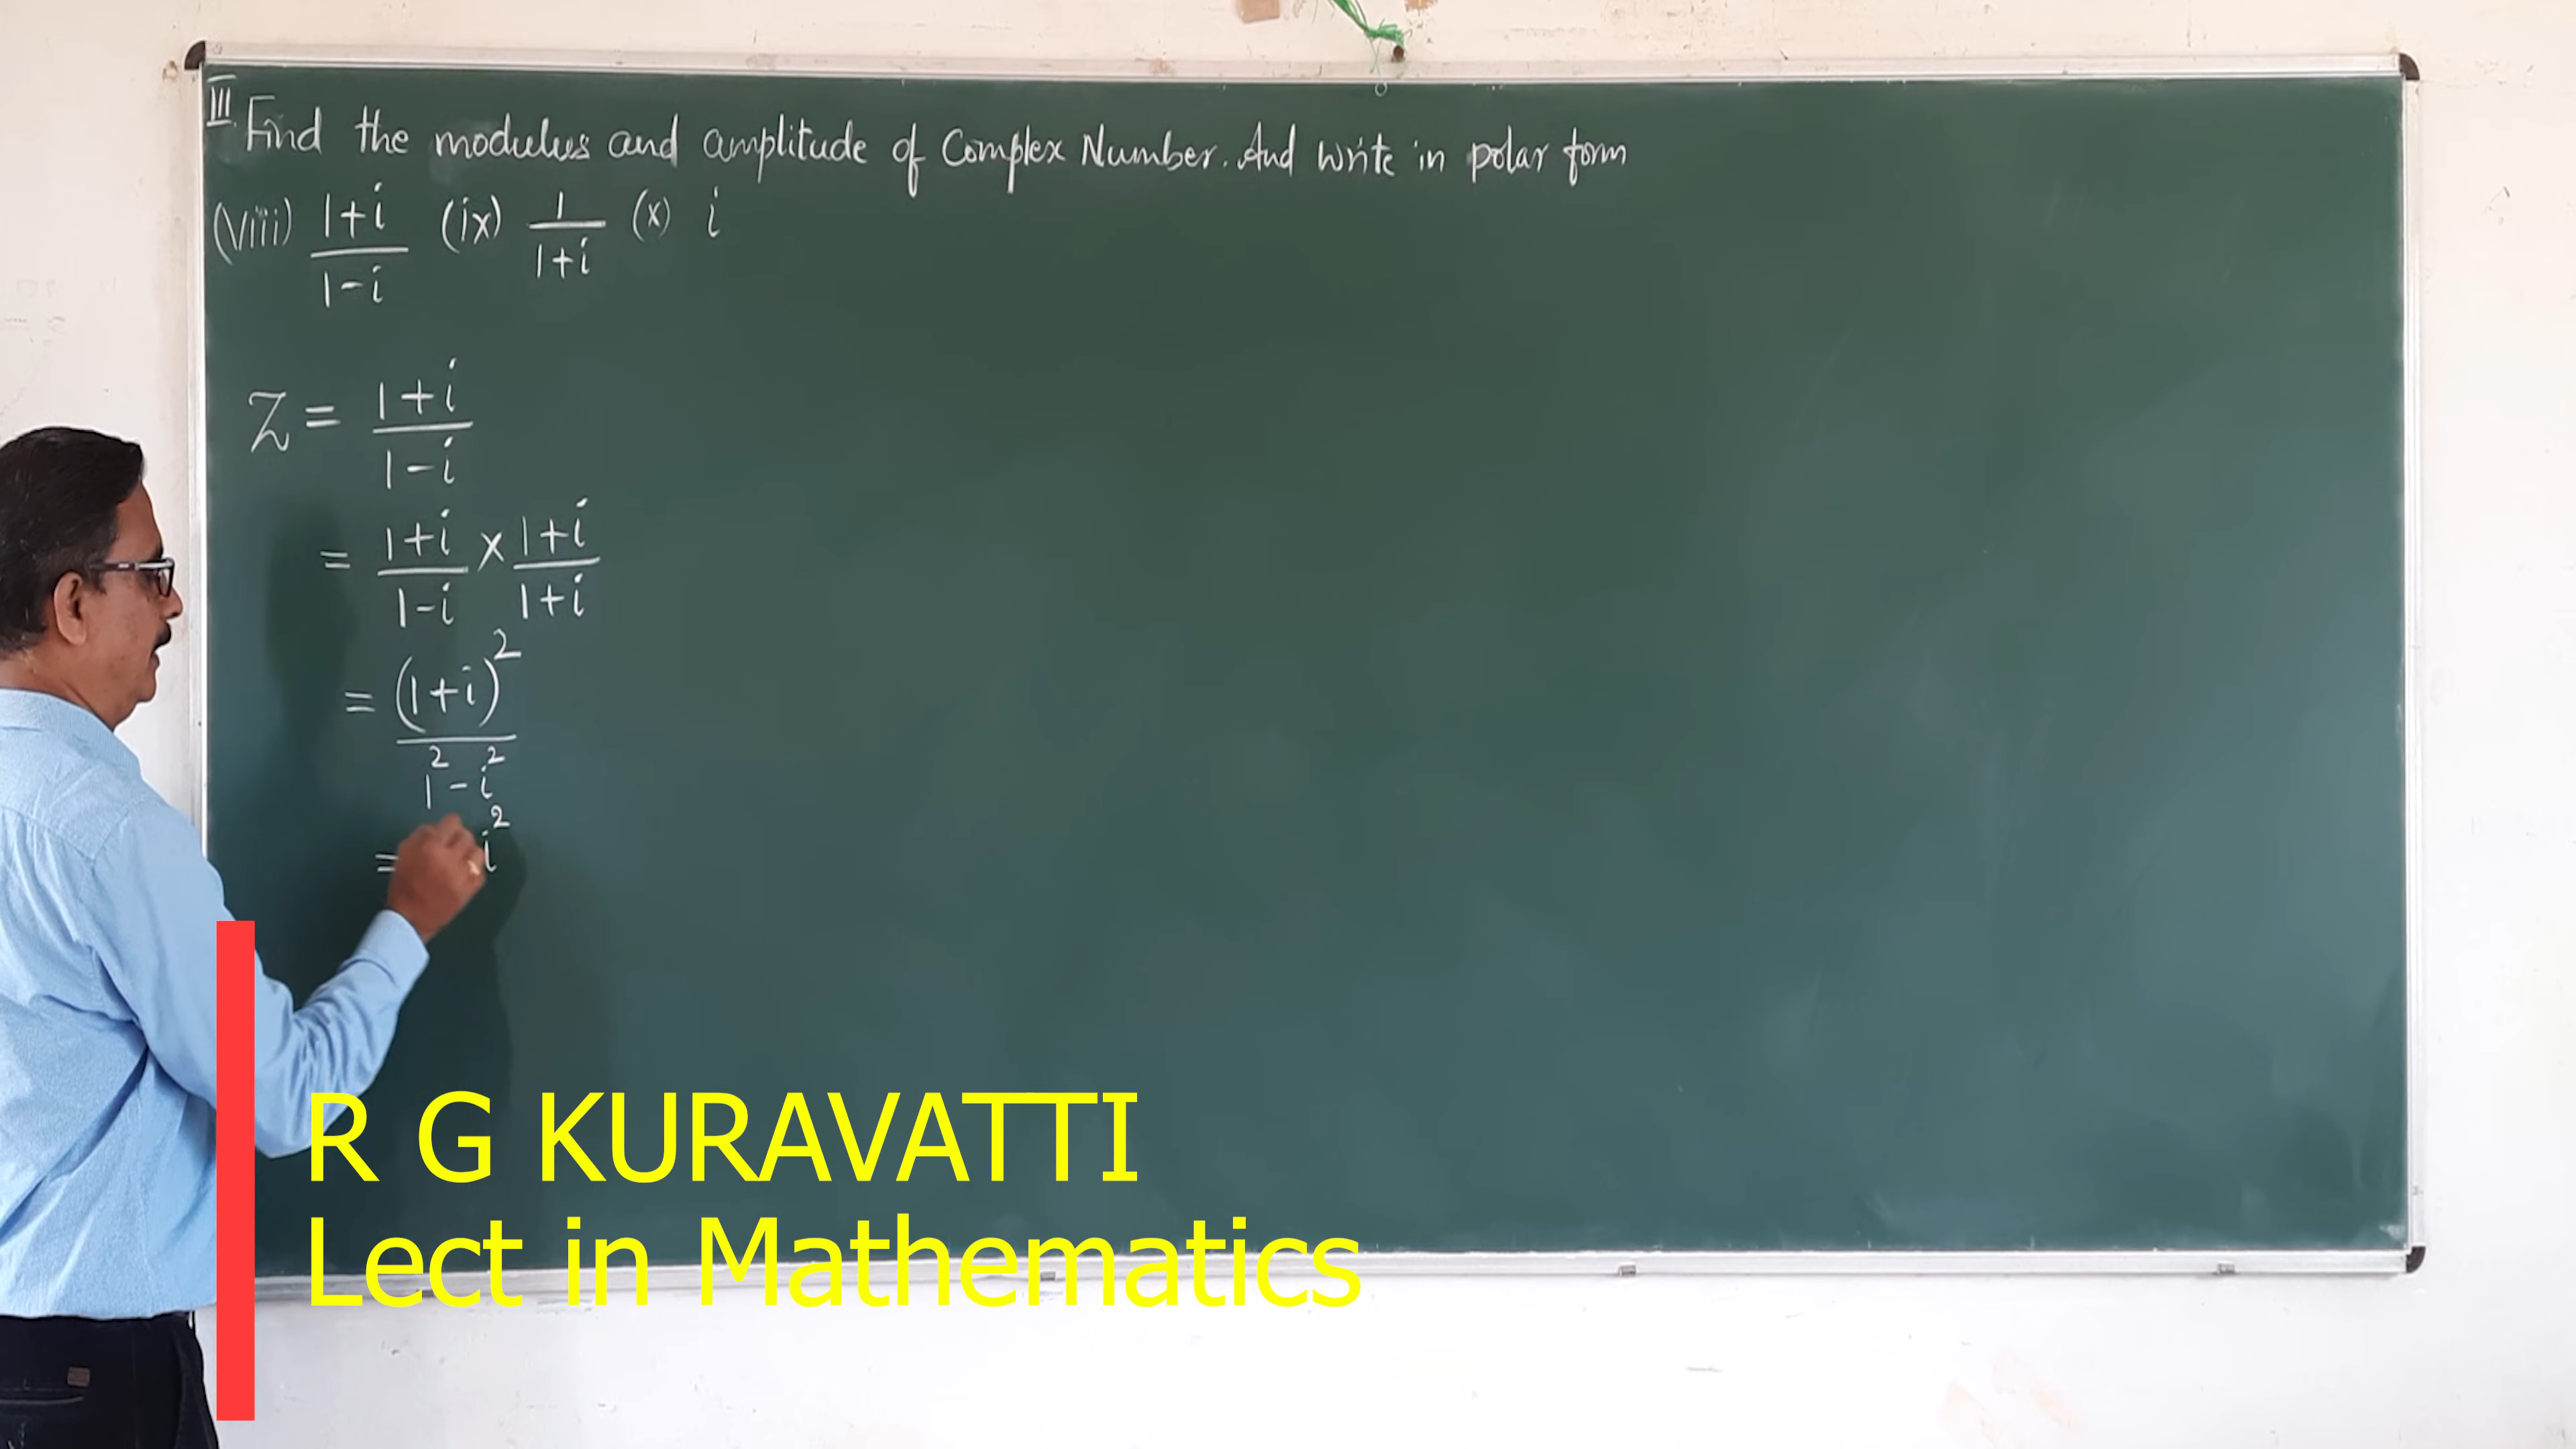 III. Find the modulus and amplitude of Complex Number. And write in polar form
(viii) 1+i / 1-i (ix) 1 / 1+i (x) i
Z = 1+i / 1-i
= 1+i / 1-i × 1+i / 1+i
= (1+i)² / 1² - i²
= i²
R G KURAVATTI
Lect in Mathematics